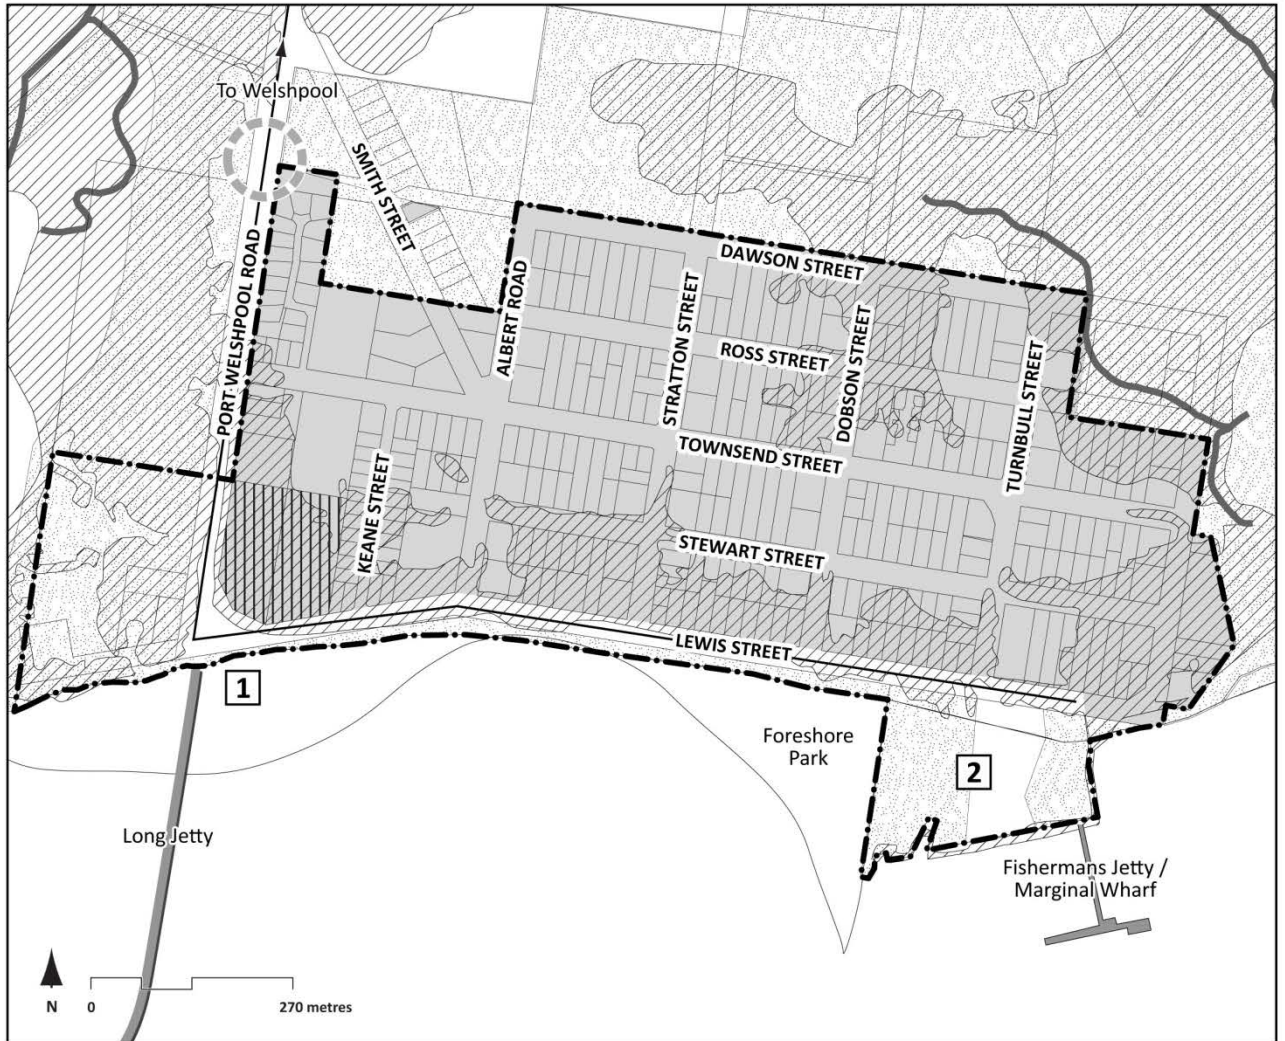 To Welshpool
SMITH STREET
PORT WELSHPOOL ROAD
ALBERT ROAD
DAWSON STREET
STRATTON STREET
ROSS STREET
DOBSON STREET
TURNBULL STREET
TOWNSEND STREET
KEANE STREET
STEWART STREET
LEWIS STREET
1
Foreshore
Park
2
Long Jetty
Fishermans Jetty /
Marginal Wharf
N
0
270 metres